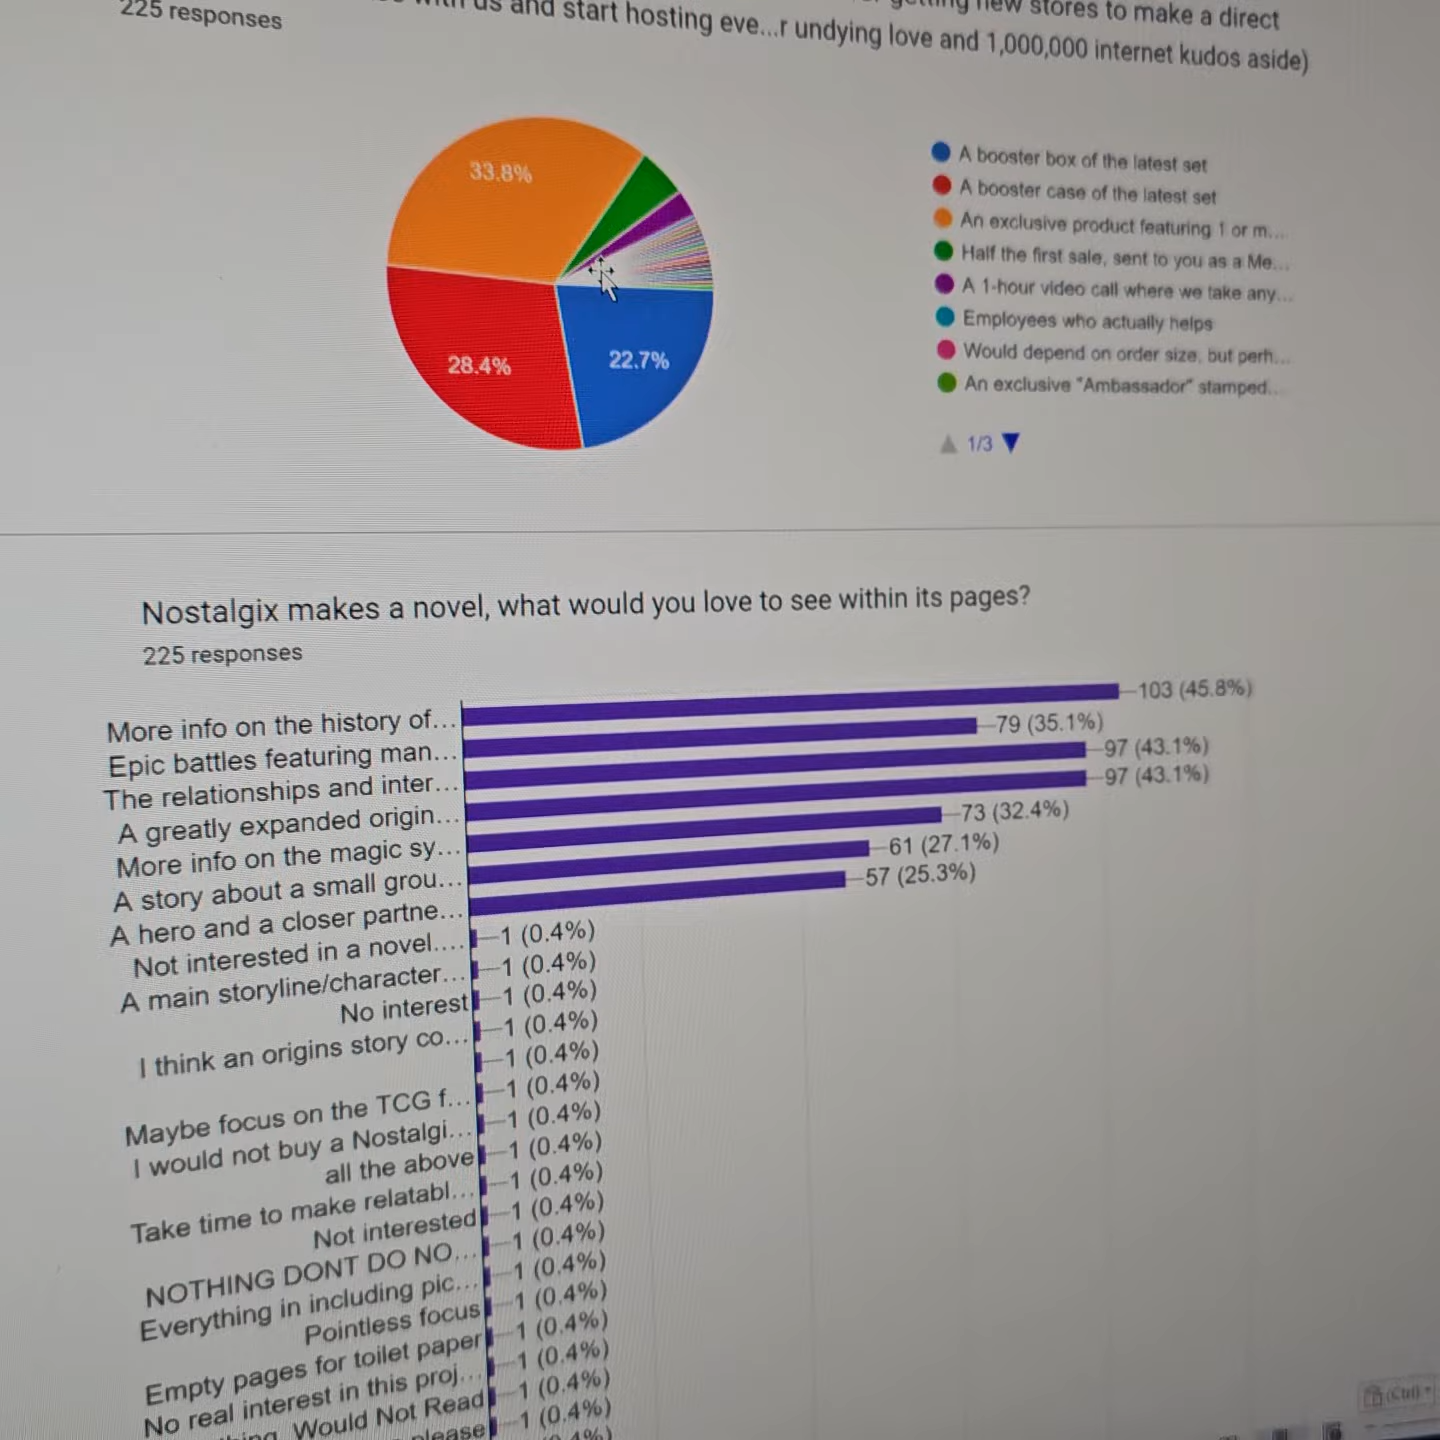 225 responses
us and start hosting eve...r undying love and 1,000,000 internet kudos aside)
new stores to make a direct
33.8%
28.4%
22.7%
A booster box of the latest set
A booster case of the latest set
An exclusive product featuring 1 or m...
Half the first sale, sent to you as a Me...
A 1-hour video call where we take any...
Employees who actually helps
Would depend on order size, but perh...
An exclusive "Ambassador" stamped...
1/3
Nostalgix makes a novel, what would you love to see within its pages?
225 responses
More info on the history of...
103 (45.8%)
Epic battles featuring man...
79 (35.1%)
The relationships and inter...
97 (43.1%)
A greatly expanded origin...
97 (43.1%)
More info on the magic sy...
73 (32.4%)
A story about a small grou...
61 (27.1%)
A hero and a closer partne...
57 (25.3%)
Not interested in a novel....
1 (0.4%)
A main storyline/character...
1 (0.4%)
No interest
1 (0.4%)
I think an origins story co...
1 (0.4%)
1 (0.4%)
Maybe focus on the TCG f...
1 (0.4%)
I would not buy a Nostalgi...
1 (0.4%)
all the above
1 (0.4%)
Take time to make relatabl...
1 (0.4%)
Not interested
1 (0.4%)
NOTHING DONT DO NO...
1 (0.4%)
Everything in including pic...
1 (0.4%)
Pointless focus
1 (0.4%)
Empty pages for toilet paper
1 (0.4%)
No real interest in this proj...
1 (0.4%)
Would Not Read
1 (0.4%)
please
1 (0.4%)
(Ctrl)